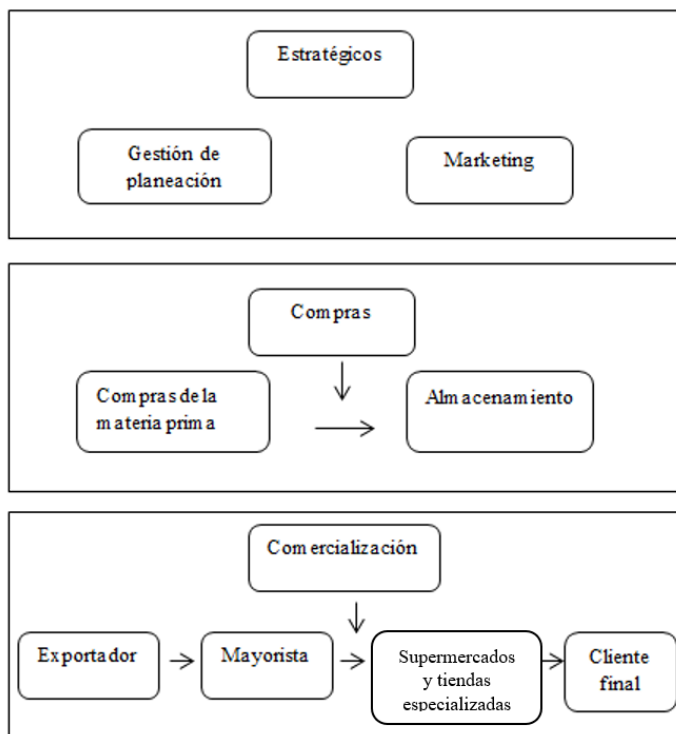 Estratégicos
Gestión de
planeación
Marketing
Compras
Compras de la
materia prima
Almacenamiento
Comercialización
Exportador
Mayorista
Supermercados
y tiendas
especializadas
Cliente
final